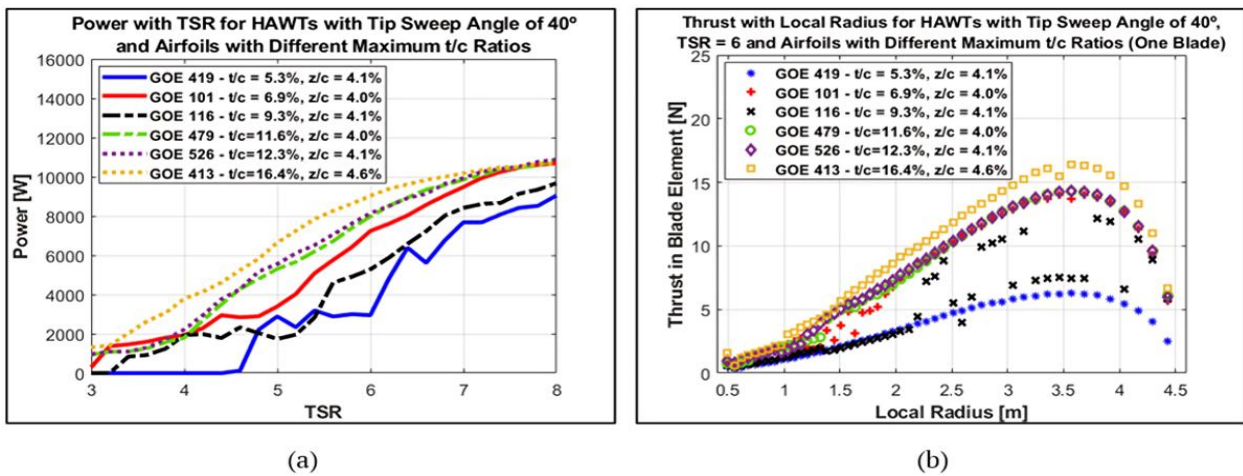 Power with TSR for HAWTs with Tip Sweep Angle of 40º
and Airfoils with Different Maximum t/c Ratios
16000
14000
12000
10000
8000
6000
4000
2000
0
Power [W]
GOE 419 - t/c = 5.3%, z/c = 4.1%
GOE 101 - t/c = 6.9%, z/c = 4.0%
GOE 116 - t/c = 9.3%, z/c = 4.1%
GOE 479 - t/c=11.6%, z/c = 4.0%
GOE 526 - t/c=12.3%, z/c = 4.1%
GOE 413 - t/c=16.4%, z/c = 4.6%
3 4 5 6 7 8
TSR
(a)
Thrust with Local Radius for HAWTs with Tip Sweep Angle of 40º,
TSR = 6 and Airfoils with Different Maximum t/c Ratios (One Blade)
25
20
15
10
5
0
Thrust in Blade Element [N]
GOE 419 - t/c = 5.3%, z/c = 4.1%
GOE 101 - t/c = 6.9%, z/c = 4.0%
GOE 116 - t/c = 9.3%, z/c = 4.1%
GOE 479 - t/c=11.6%, z/c = 4.0%
GOE 526 - t/c=12.3%, z/c = 4.1%
GOE 413 - t/c=16.4%, z/c = 4.6%
0.5 1 1.5 2 2.5 3 3.5 4 4.5
Local Radius [m]
(b)